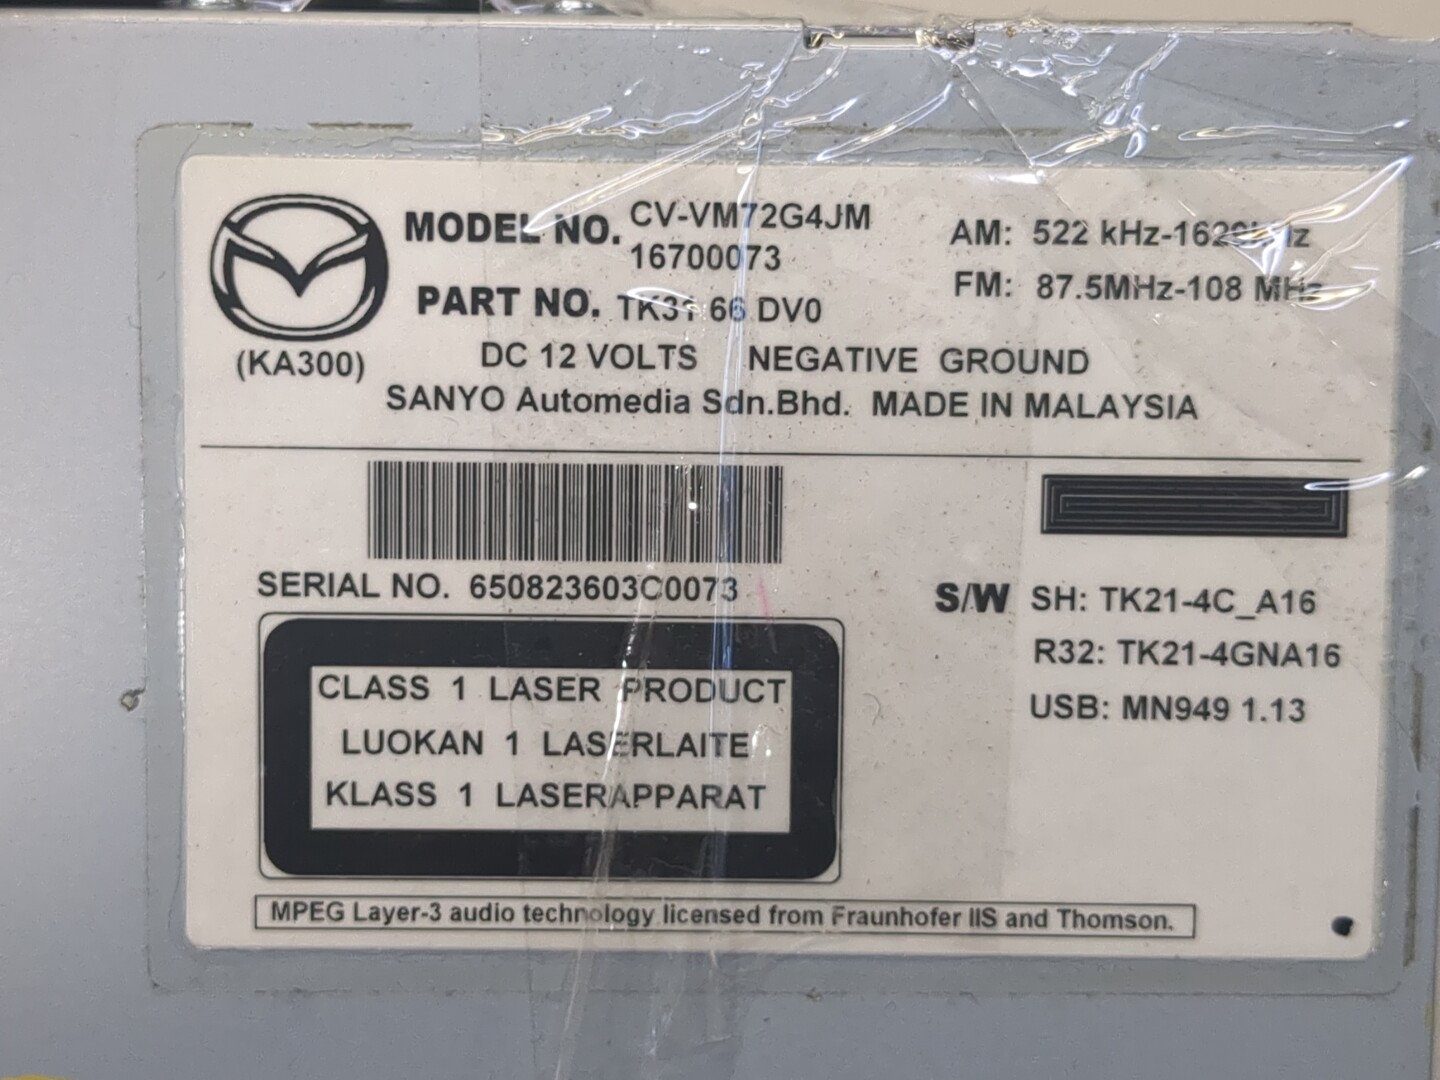 MODEL NO. CV-VM72G4JM
16700073
PART NO. TK31 66 DV0
(KA300)
DC 12 VOLTS NEGATIVE GROUND
SANYO Automedia Sdn.Bhd. MADE IN MALAYSIA
AM: 522 kHz-1629kHz
FM: 87.5MHz-108 MHz
SERIAL NO. 650823603C0073
CLASS 1 LASER PRODUCT
LUOKAN 1 LASERLAITE
KLASS 1 LASERAPPARAT
S/W SH: TK21-4C_A16
R32: TK21-4GNA16
USB: MN949 1.13
MPEG Layer-3 audio technology licensed from Fraunhofer IIS and Thomson.